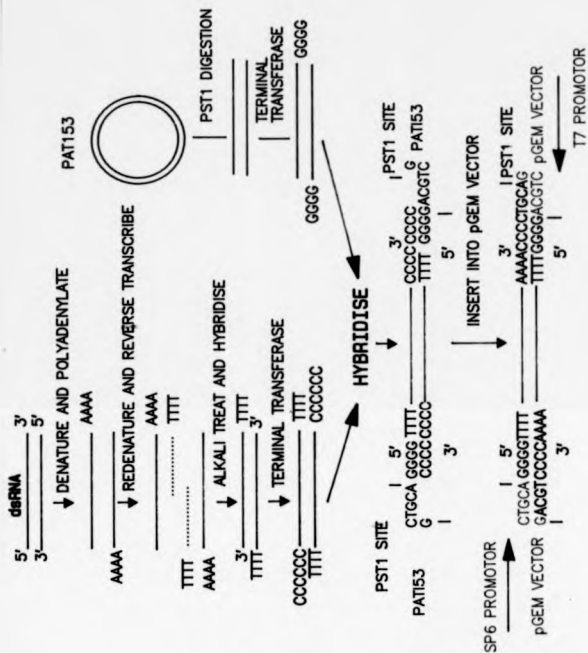 dsRNA
5' 3'
3' 5'
DENATURE AND POLYADENYLATE
AAAA
AAAA
REDENATURE AND REVERSE TRANSCRIBE
AAAA
TTTT
TTTT
AAAA
ALKALI TREAT AND HYBRIDISE
3' TTTT
TTTT 3'
TERMINAL TRANSFERASE
CCCCCC TTTT
TTTT CCCCCC
PAT153
PST1 DIGESTION
TERMINAL
TRANSFERASE
GGGG
GGGG
HYBRIDISE
PST1 SITE 5' 3' PST1 SITE
CTGCA GGGG TTTT CCCC CCCC G
G CCCC CCCC TTTT GGGGACGTC
PAT153 3' 5' PAT153
INSERT INTO pGEM VECTOR
5' 3' PST1 SITE
CTGCA GGGGTTTT AAAACCCCTGCAG
GACGTCCCCAAAA TTTTGGGGACGTC
SP6 PROMOTOR
pGEM VECTOR 3' 5' pGEM VECTOR
T7 PROMOTOR